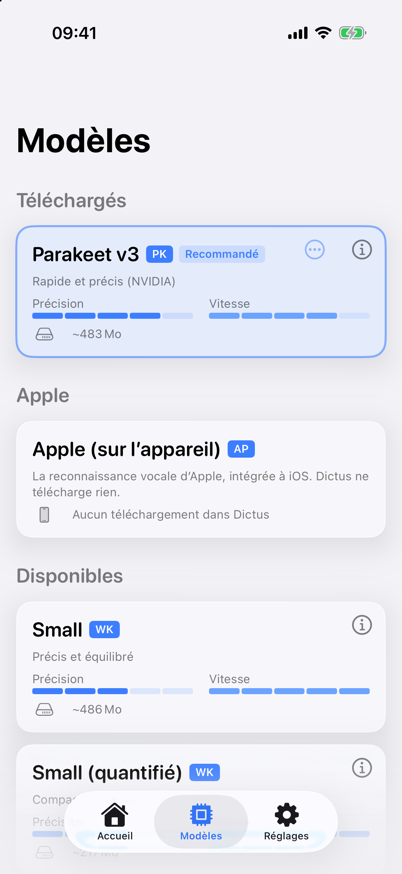 09:41
Modèles
Téléchargés
Parakeet v3 PK Recommandé
Rapide et précis (NVIDIA)
Précision Vitesse
~483 Mo
Apple
Apple (sur l'appareil) AP
La reconnaissance vocale d'Apple, intégrée à iOS. Dictus ne
télécharge rien.
Aucun téléchargement dans Dictus
Disponibles
Small WK
Précis et équilibré
Précision Vitesse
~486 Mo
Small (quantifié) WK
Accueil Modèles Réglages